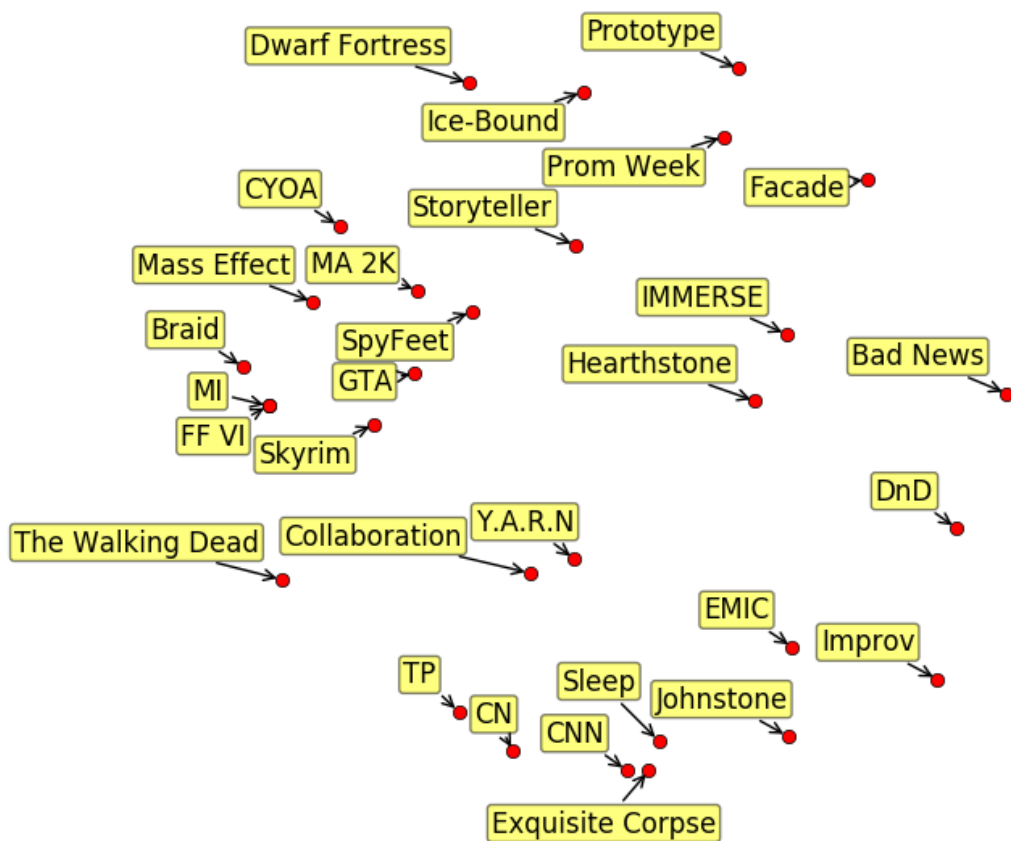 Prototype
Dwarf Fortress
Ice-Bound
Prom Week
Facade
CYOA
Storyteller
Mass Effect
MA 2K
IMMERSE
Braid
SpyFeet
Hearthstone
Bad News
GTA
MI
FF VI
Skyrim
DnD
Y.A.R.N
Collaboration
The Walking Dead
EMIC
Improv
TP
Sleep
Johnstone
CN
CNN
Exquisite Corpse